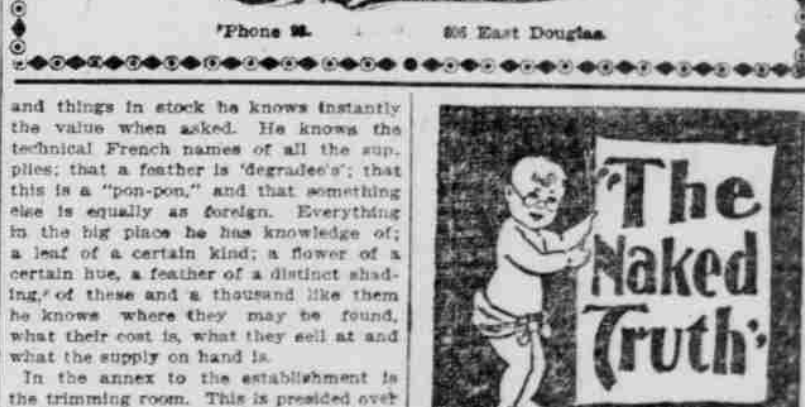 'Phone 98. 806 East Douglas.
and things in stock he knows instantly
the value when asked. He knows the
technical French names of all the sup-
plies; that a feather is 'degradee's'; that
this is a "pon-pon," and that something
else is equally as foreign. Everything
in the big place he has knowledge of;
a leaf of a certain kind; a flower of a
certain hue, a feather of a distinct shad-
ing, of these and a thousand like them
he knows where they may be found,
what their cost is, what they sell at and
what the supply on hand is.
In the annex to the establishment is
the trimming room. This is presided over
"The
Naked
Truth"